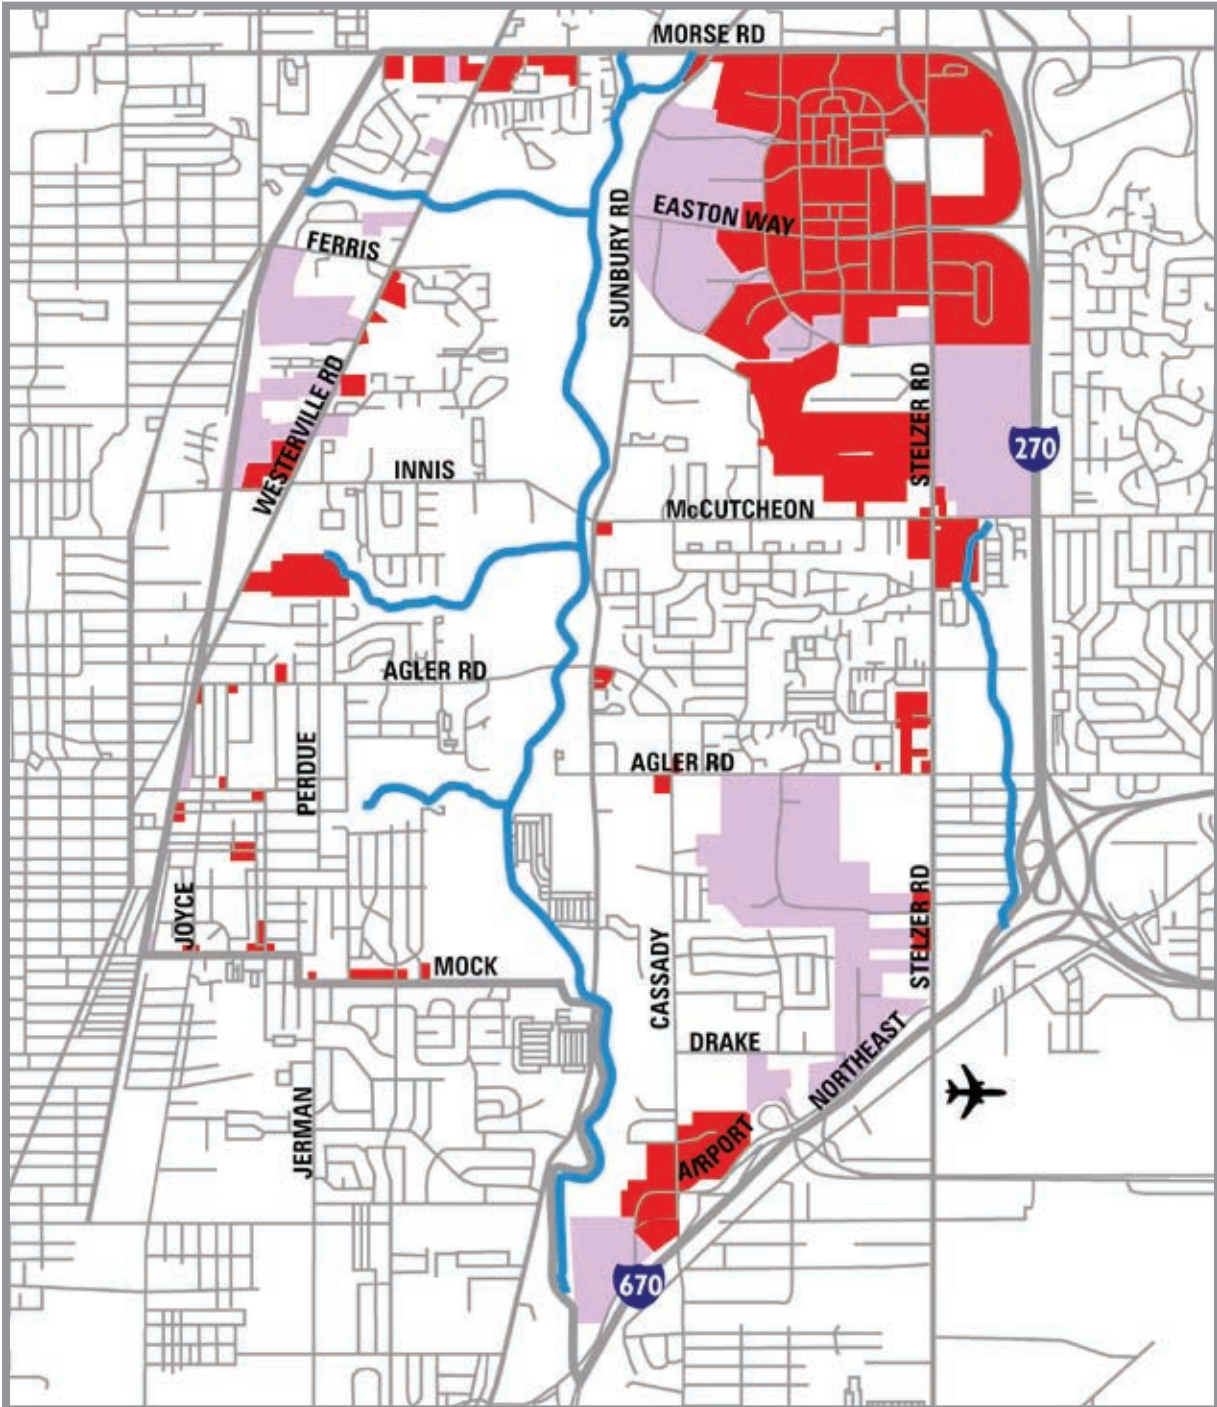 MORSE RD
EASTON WAY
SUNBURY RD
FERRIS
WESTERVILLE RD
STELZER RD
270
INNIS
McCUTCHEON
AGLER RD
PERDUE
AGLER RD
JOYCE
STELZER RD
CASSADY
MOCK
DRAKE
NORTHEAST
JERMAN
AIRPORT
670